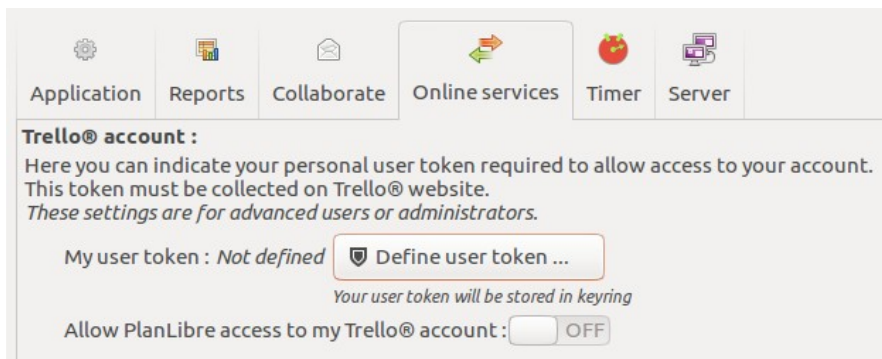 Application Reports Collaborate Online services Timer Server
Trello® account :
Here you can indicate your personal user token required to allow access to your account.
This token must be collected on Trello® website.
These settings are for advanced users or administrators.
My user token : Not defined Define user token ...
Your user token will be stored in keyring
Allow PlanLibre access to my Trello® account : OFF